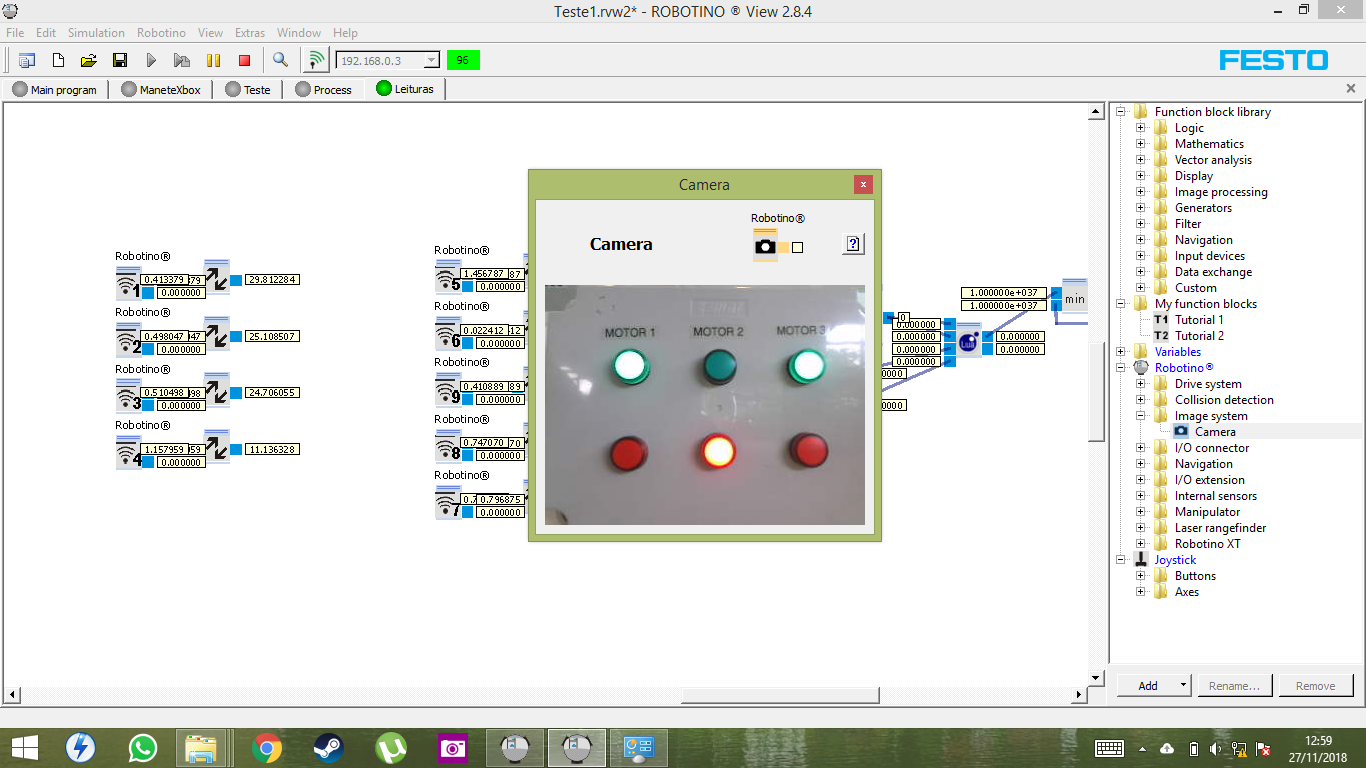 Teste1.rvw2* - ROBOTINO ® View 2.8.4
File Edit Simulation Robotino View Extras Window Help
192.168.0.3 96 FESTO
Main program ManeteXbox Teste Process Leituras
Robotino®
1 0.413379 79 0.000000 29.812284
Robotino®
2 0.498047 47 0.000000 25.108507
Robotino®
3 0.510498 98 0.000000 24.706055
Robotino®
4 1.157959 59 0.000000 11.136328
Robotino®
5 1.456787 87 0.000000
Robotino®
6 0.022412 12 0.000000
Robotino®
9 0.410889 89 0.000000
Robotino®
8 0.747070 70 0.000000
Robotino®
7 0.796875 0.000000
Camera
Robotino®
Camera
MOTOR 1 MOTOR 2 MOTOR 3
0
0.000000
0.000000
0.000000
0.000000
Lua
0.000000
0.000000
1.000000e+037
1.000000e+037
min
Function block library
Logic
Mathematics
Vector analysis
Display
Image processing
Generators
Filter
Navigation
Input devices
Data exchange
Custom
My function blocks
T1 Tutorial 1
T2 Tutorial 2
Variables
Robotino®
Drive system
Collision detection
Image system
Camera
I/O connector
Navigation
I/O extension
Internal sensors
Manipulator
Laser rangefinder
Robotino XT
Joystick
Buttons
Axes
Add Rename... Remove
12:59
27/11/2018